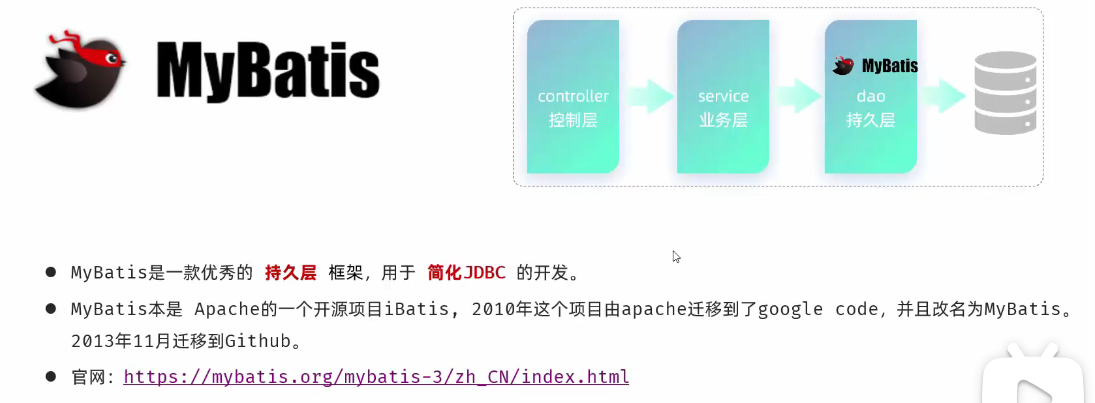 MyBatis
MyBatis
controller
控制层
service
业务层
dao
持久层
MyBatis是一款优秀的 持久层 框架，用于 简化JDBC 的开发。
MyBatis本是 Apache的一个开源项目iBatis, 2010年这个项目由apache迁移到了google code，并且改名为MyBatis。
2013年11月迁移到Github。
官网：https://mybatis.org/mybatis-3/zh_CN/index.html